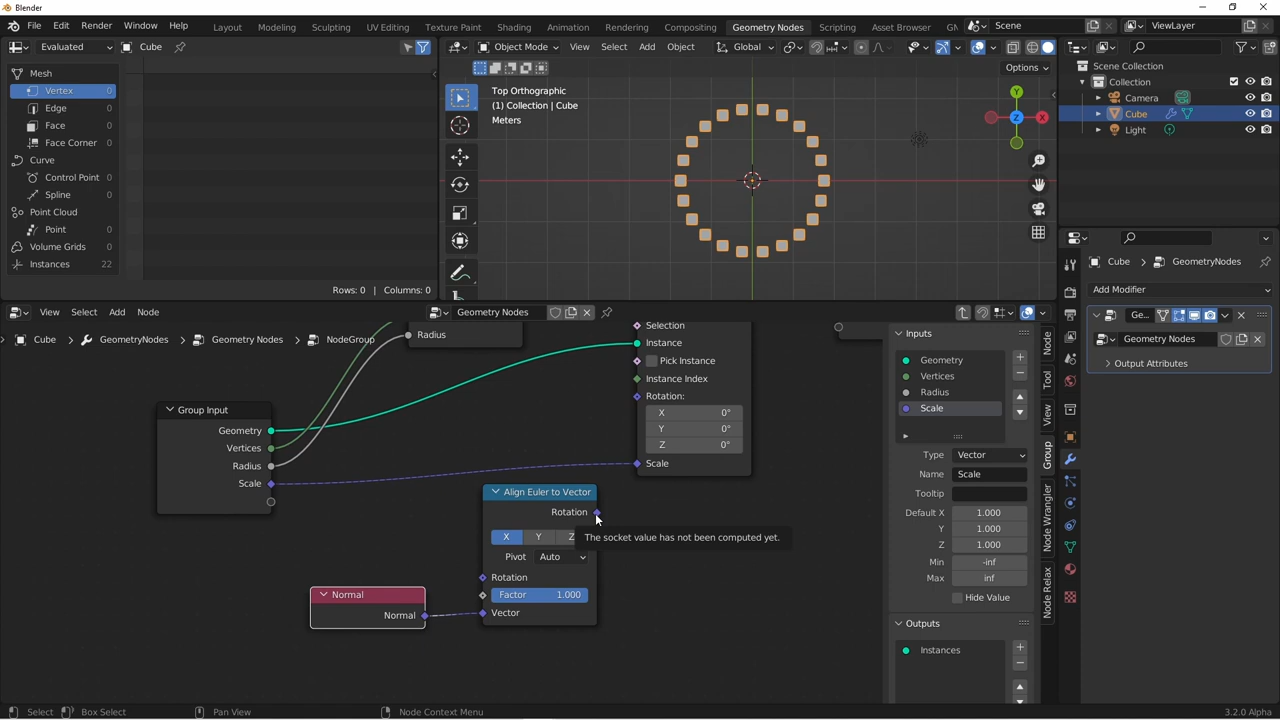 Blender
File Edit Render Window Help Layout Modeling Sculpting UV Editing Texture Paint Shading Animation Rendering Compositing Geometry Nodes Scripting Asset Browser GN Scene ViewLayer
Evaluated Cube
Object Mode View Select Add Object Global
Options
Mesh
Vertex 0
Edge 0
Face 0
Face Corner 0
Curve
Control Point 0
Spline 0
Point Cloud
Point 0
Volume Grids 0
Instances 22
Rows: 0 | Columns: 0
Top Orthographic
(1) Collection | Cube
Meters
Y
Z
X
Scene Collection
Collection
Camera
Cube
Light
Cube GeometryNodes
Add Modifier
Ge...
Geometry Nodes
Output Attributes
View Select Add Node Geometry Nodes
Cube GeometryNodes Geometry Nodes NodeGroup
Radius
Selection
Instance
Pick Instance
Instance Index
Rotation:
X 0°
Y 0°
Z 0°
Scale
Group Input
Geometry
Vertices
Radius
Scale
Align Euler to Vector
Rotation
X Y Z
The socket value has not been computed yet.
Pivot Auto
Rotation
Factor 1.000
Vector
Normal
Normal
Inputs
Geometry
Vertices
Radius
Scale
Type Vector
Name Scale
Tooltip
Default X 1.000
Y 1.000
Z 1.000
Min -inf
Max inf
Hide Value
Outputs
Instances
Node
Tool
View
Group
Node Wrangler
Node Relax
Select Box Select Pan View Node Context Menu 3.2.0 Alpha